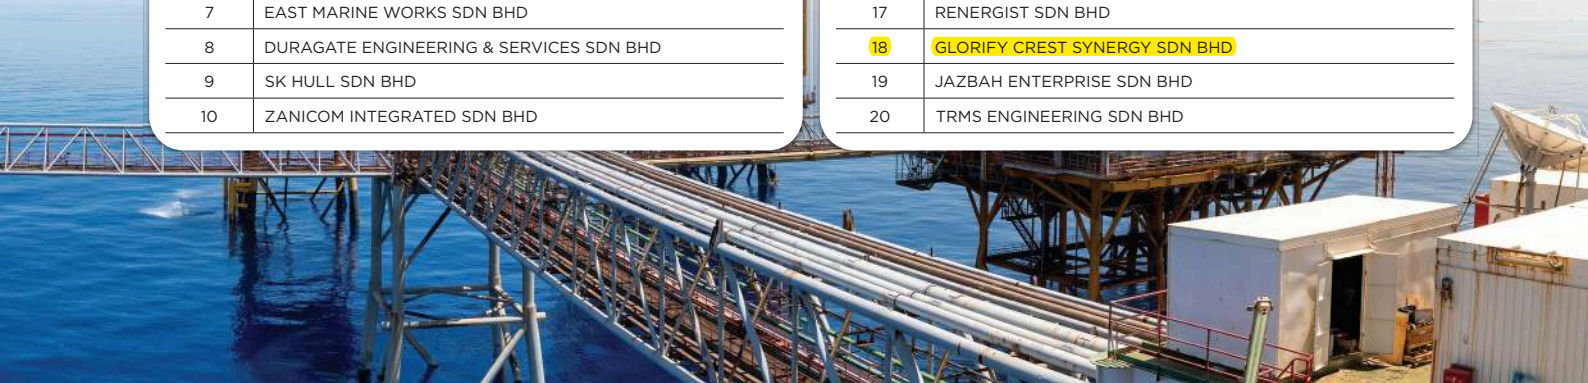 7 EAST MARINE WORKS SDN BHD
8 DURAGATE ENGINEERING & SERVICES SDN BHD
9 SK HULL SDN BHD
10 ZANICOM INTEGRATED SDN BHD
17 RENERGIST SDN BHD
18 GLORIFY CREST SYNERGY SDN BHD
19 JAZBAH ENTERPRISE SDN BHD
20 TRMS ENGINEERING SDN BHD